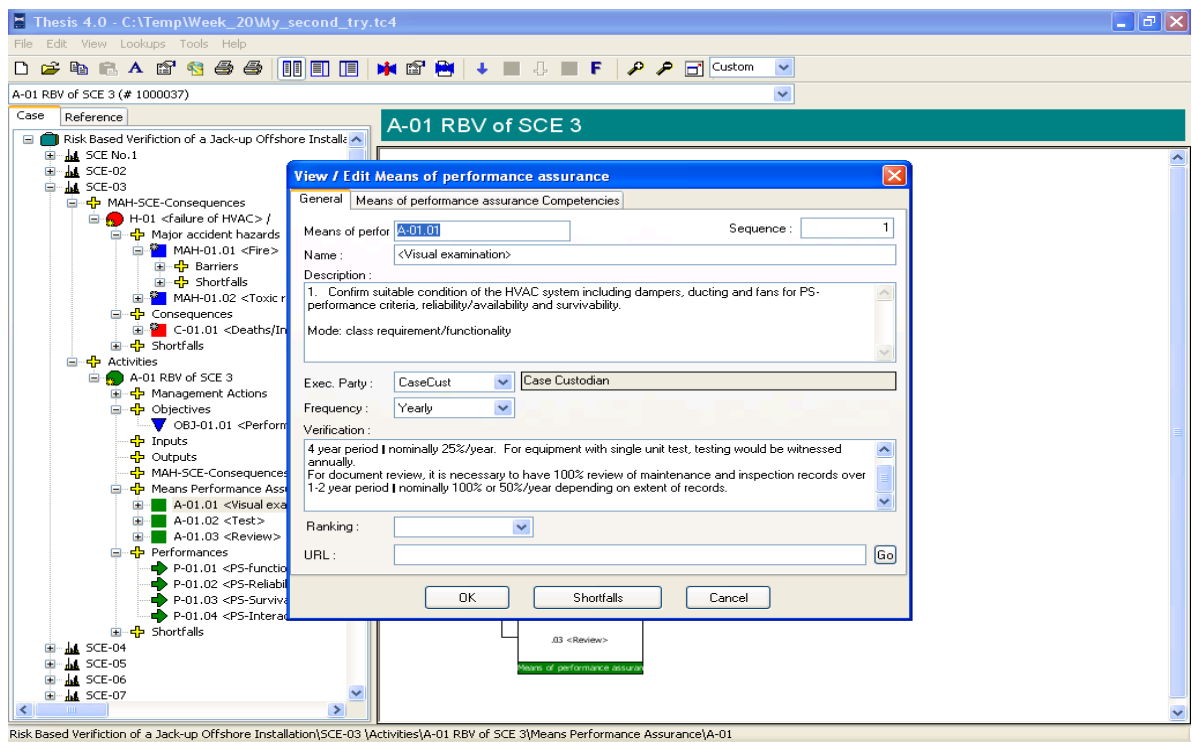 Thesis 4.0 - C:\Temp\Week_20\My_second_try.tc4
File Edit View Lookups Tools Help
Custom
A-01 RBV of SCE 3 (# 1000037)
Case Reference
A-01 RBV of SCE 3
Risk Based Verifiction of a Jack-up Offshore Installa
SCE No.1
SCE-02
SCE-03
MAH-SCE-Consequences
H-01 <failure of HVAC> /
Major accident hazards
MAH-01.01 <Fire>
Barriers
Shortfalls
MAH-01.02 <Toxic r
Consequences
C-01.01 <Deaths/In
Shortfalls
Activities
A-01 RBV of SCE 3
Management Actions
Objectives
OBJ-01.01 <Perform
Inputs
Outputs
MAH-SCE-Consequences
Means Performance Ass
A-01.01 <Visual exa
A-01.02 <Test>
A-01.03 <Review>
Performances
P-01.01 <PS-functio
P-01.02 <PS-Reliabil
P-01.03 <PS-Surviva
P-01.04 <PS-Interac
Shortfalls
SCE-04
SCE-05
SCE-06
SCE-07
View / Edit Means of performance assurance
General Means of performance assurance Competencies
Means of perfor A-01.01 Sequence : 1
Name : <Visual examination>
Description :
1. Confirm suitable condition of the HVAC system including dampers, ducting and fans for PS-
performance criteria, reliability/availability and survivability.
Mode: class requirement/functionality
Exec. Party : CaseCust Case Custodian
Frequency : Yearly
Verification :
4 year period | nominally 25%/year. For equipment with single unit test, testing would be witnessed
annually.
For document review, it is necessary to have 100% review of maintenance and inspection records over
1-2 year period | nominally 100% or 50%/year depending on extent of records.
Ranking :
URL : Go
OK Shortfalls Cancel
.03 <Review>
Means of performance assuran
Risk Based Verifiction of a Jack-up Offshore Installation\SCE-03 \Activities\A-01 RBV of SCE 3\Means Performance Assurance\A-01